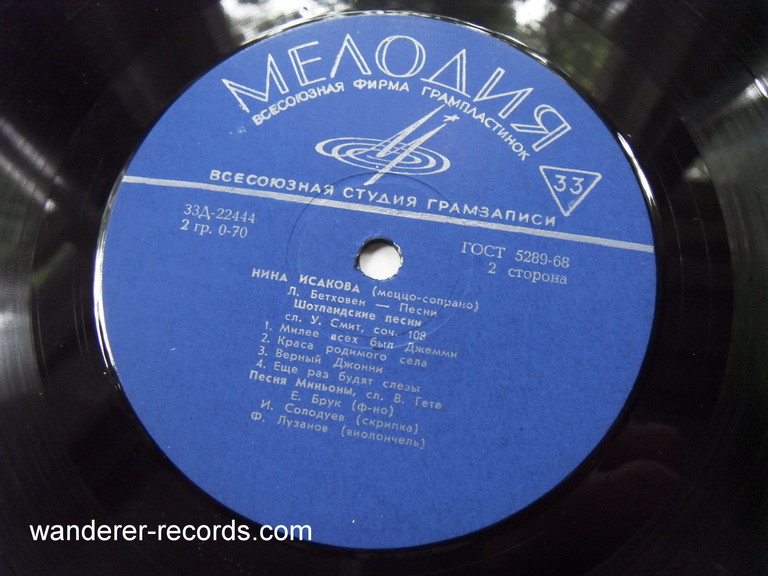 МЕЛОДИЯ
ВСЕСОЮЗНАЯ ФИРМА ГРАМПЛАСТИНОК
33
ВСЕСОЮЗНАЯ СТУДИЯ ГРАМЗАПИСИ
33Д-22444
2 гр. 0-70
ГОСТ 5289-68
2 сторона
НИНА ИСАКОВА (меццо-сопрано)
Л. Бетховен — Песни
Шотландские песни
сл. У. Смит, соч. 108
1. Милее всех был Джемми
2. Краса родимого села
3. Верный Джонни
4. Еще раз будят слезы
Песня Миньоны, сл. В. Гете
Е. Брук (ф-но)
И. Солодуев (скрипка)
Ф. Лузанов (виолончель)
wanderer-records.com